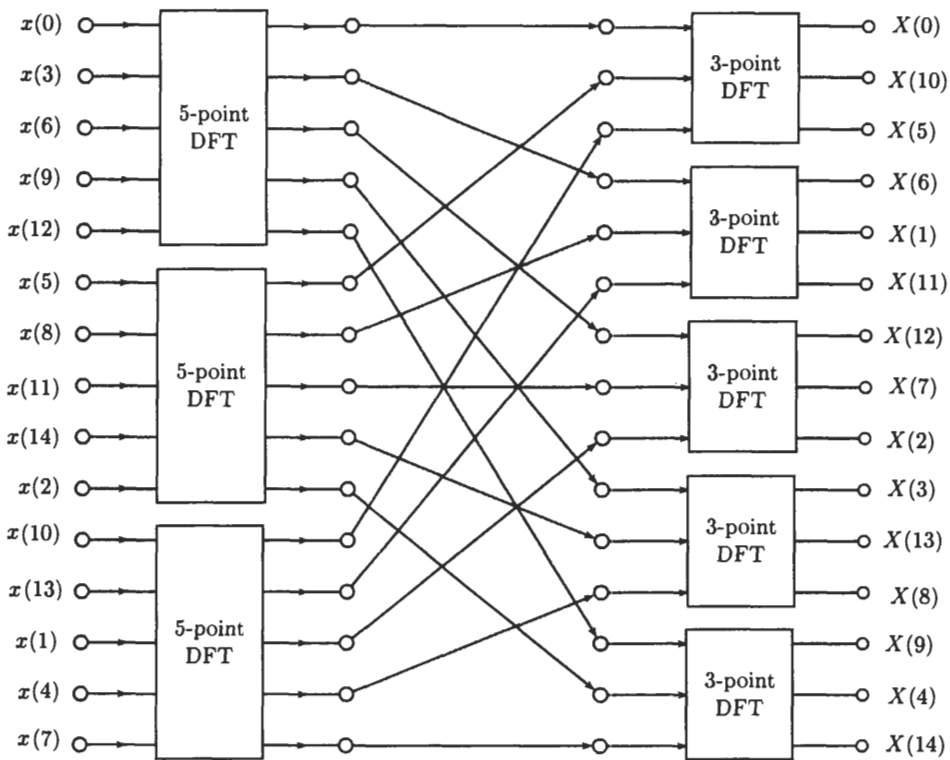 x(0)
x(3)
x(6)
x(9)
x(12)
x(5)
x(8)
x(11)
x(14)
x(2)
x(10)
x(13)
x(1)
x(4)
x(7)
5-point
DFT
5-point
DFT
5-point
DFT
3-point
DFT
3-point
DFT
3-point
DFT
3-point
DFT
3-point
DFT
X(0)
X(10)
X(5)
X(6)
X(1)
X(11)
X(12)
X(7)
X(2)
X(3)
X(13)
X(8)
X(9)
X(4)
X(14)